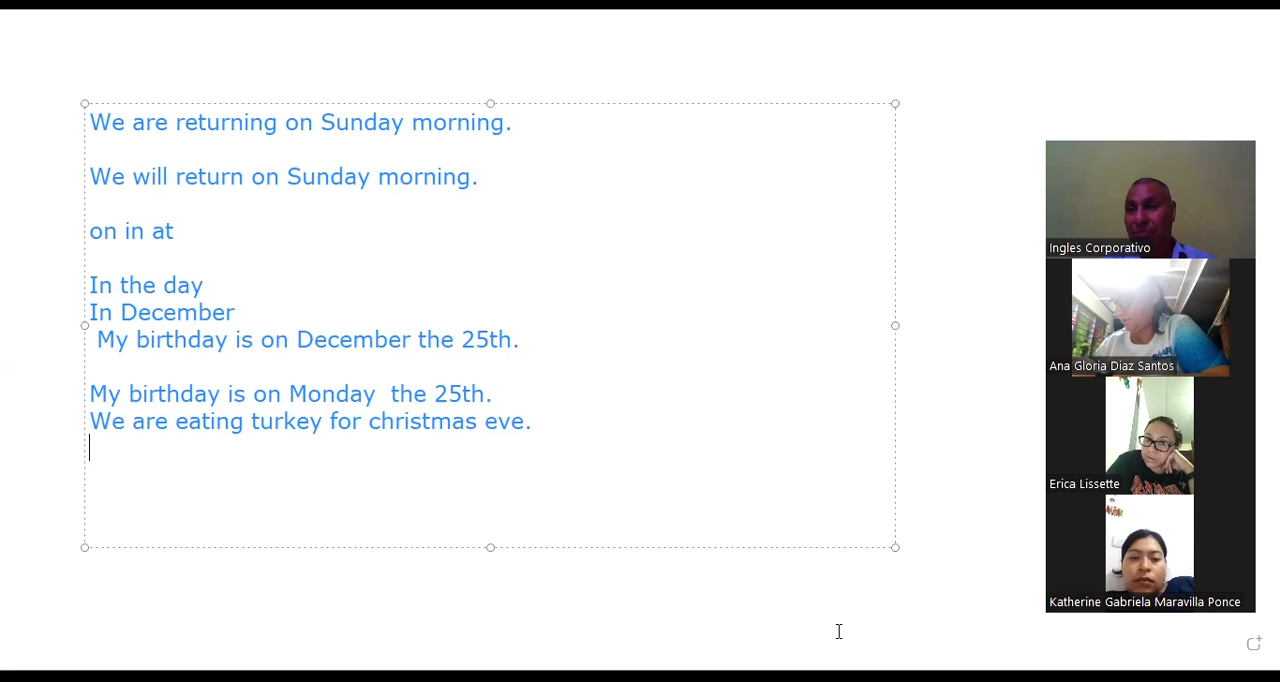 We are returning on Sunday morning.
We will return on Sunday morning.
on in at
In the day
In December
My birthday is on December the 25th.
My birthday is on Monday  the 25th.
We are eating turkey for christmas eve.
Ingles Corporativo
Ana Gloria Diaz Santos
Erica Lissette
Katherine Gabriela Maravilla Ponce